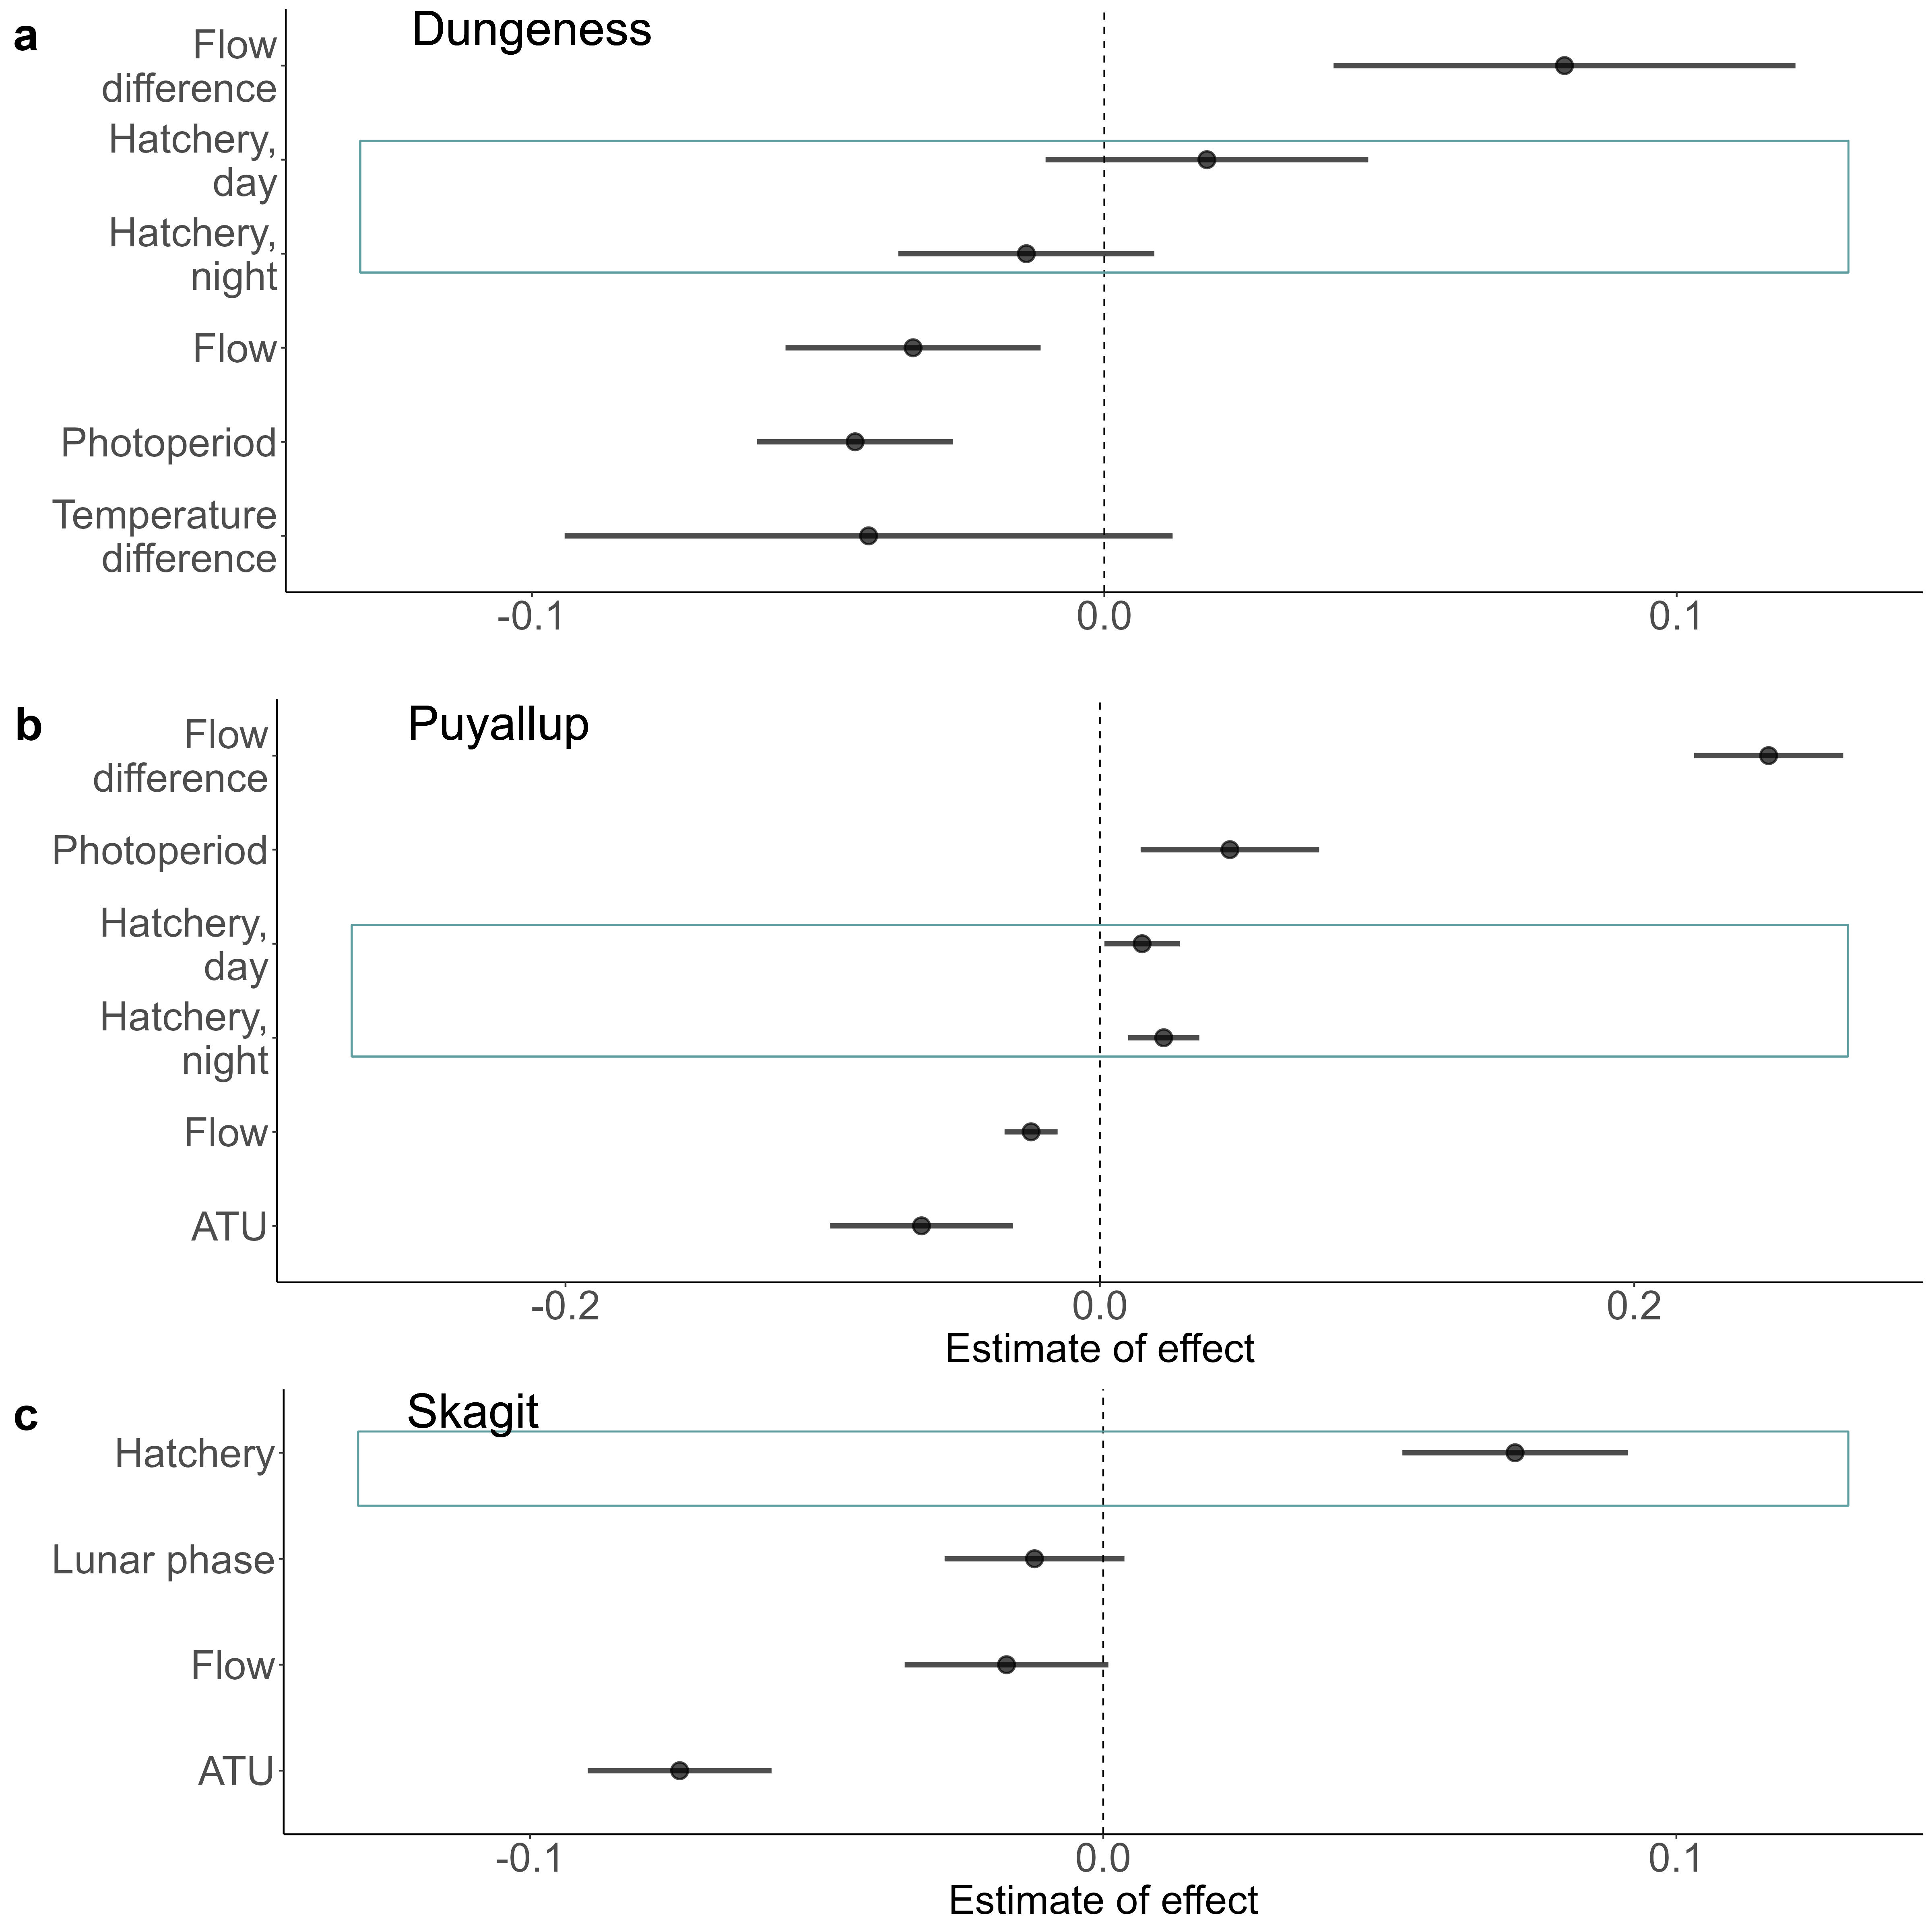 a
Dungeness
Flow
difference
Hatchery,
day
Hatchery,
night
Flow
Photoperiod
Temperature
difference
-0.1
0.0
0.1
b
Puyallup
Flow
difference
Photoperiod
Hatchery,
day
Hatchery,
night
Flow
ATU
-0.2
0.0
0.2
Estimate of effect
c
Skagit
Hatchery
Lunar phase
Flow
ATU
-0.1
0.0
0.1
Estimate of effect